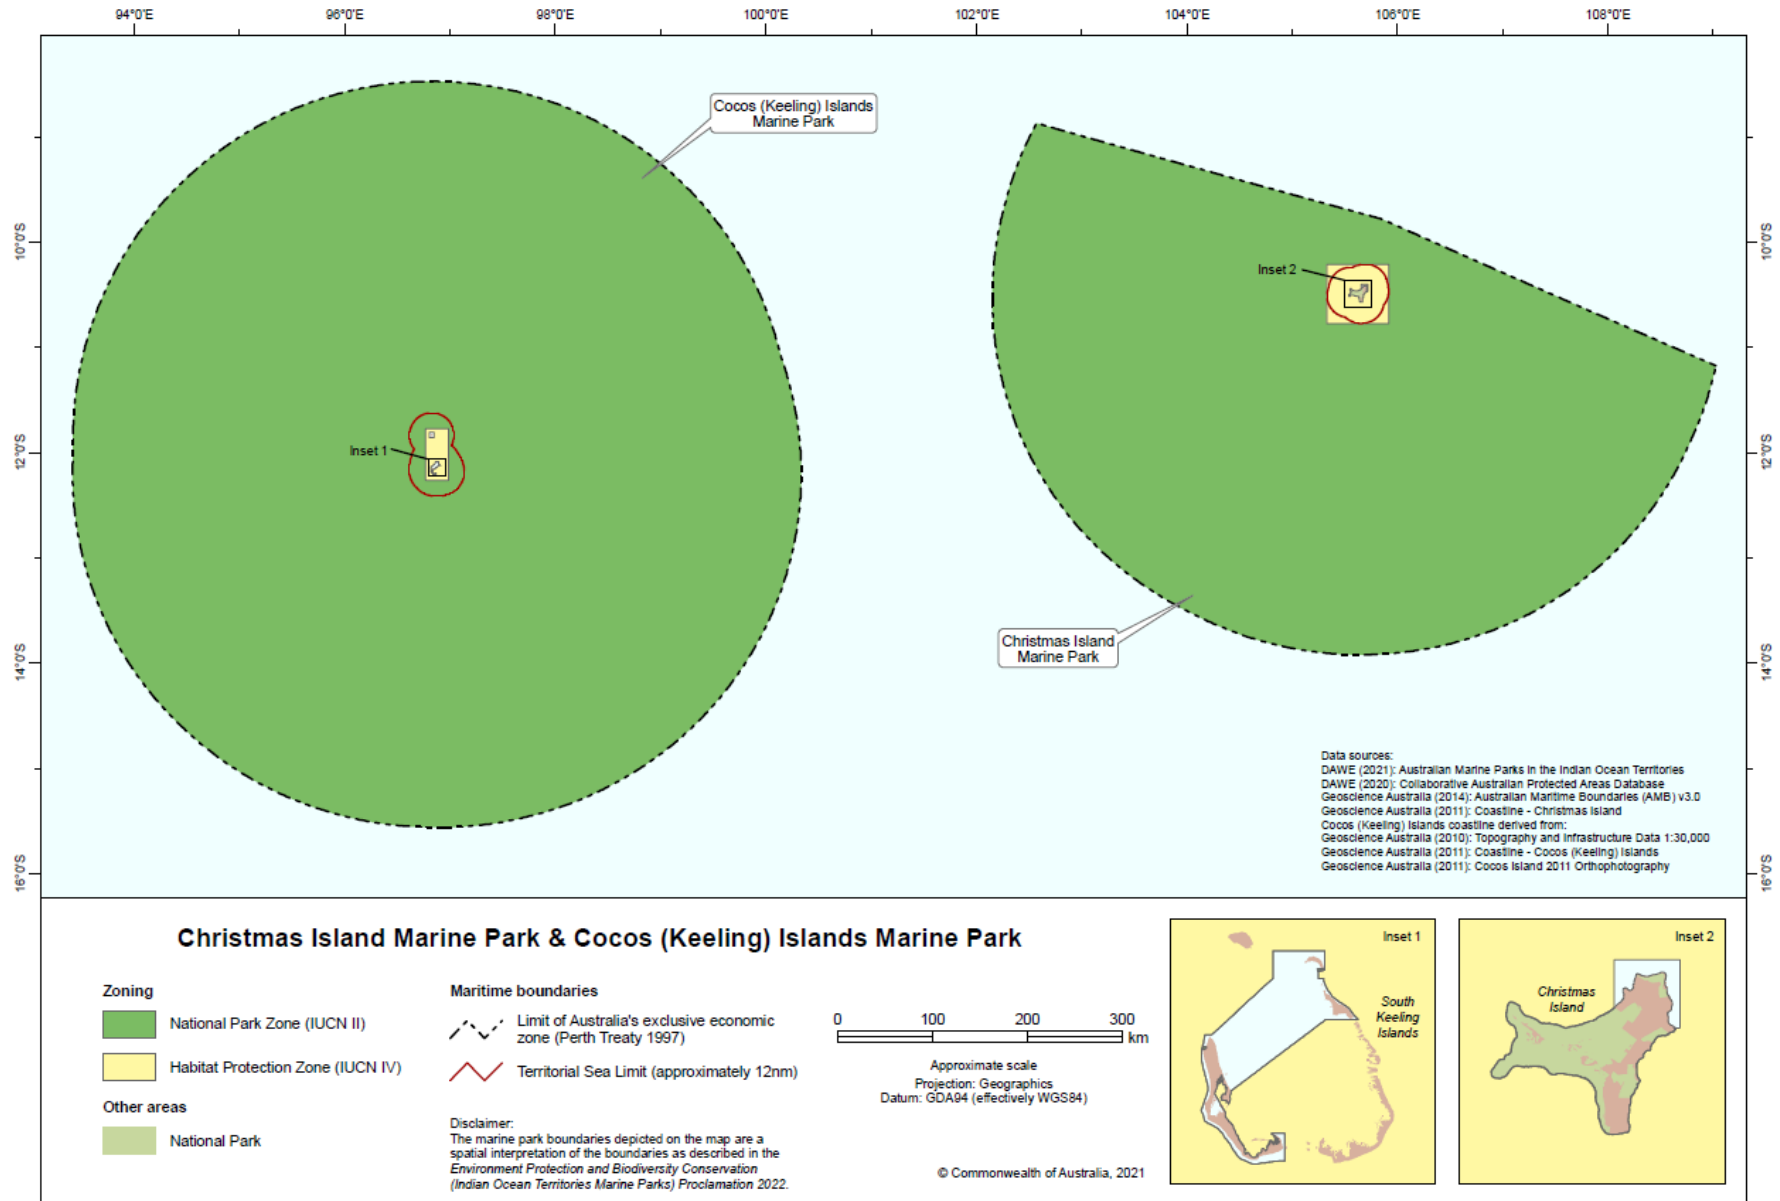 94°0'E 96°0'E 98°0'E 100°0'E 102°0'E 104°0'E 106°0'E 108°0'E
Cocos (Keeling) Islands
Marine Park
10°0'S 10°0'S
Inset 2
Inset 1
12°0'S 12°0'S
Christmas Island
Marine Park
14°0'S 14°0'S
Data sources:
DAWE (2021): Australian Marine Parks in the Indian Ocean Territories
DAWE (2020): Collaborative Australian Protected Areas Database
Geoscience Australia (2014): Australian Maritime Boundaries (AMB) v3.0
Geoscience Australia (2011): Coastline - Christmas Island
Cocos (Keeling) Islands coastline derived from:
Geoscience Australia (2010): Topography and Infrastructure Data 1:30,000
Geoscience Australia (2011): Coastline - Cocos (Keeling) Islands
Geoscience Australia (2011): Cocos Island 2011 Orthophotography
16°0'S 16°0'S
Christmas Island Marine Park & Cocos (Keeling) Islands Marine Park
Zoning
National Park Zone (IUCN II)
Habitat Protection Zone (IUCN IV)
Other areas
National Park
Maritime boundaries
Limit of Australia's exclusive economic
zone (Perth Treaty 1997)
Territorial Sea Limit (approximately 12nm)
Disclaimer:
The marine park boundaries depicted on the map are a
spatial interpretation of the boundaries as described in the
Environment Protection and Biodiversity Conservation
(Indian Ocean Territories Marine Parks) Proclamation 2022.
0 100 200 300
km
Approximate scale
Projection: Geographics
Datum: GDA94 (effectively WGS84)
© Commonwealth of Australia, 2021
Inset 1
South
Keeling
Islands
Inset 2
Christmas
Island